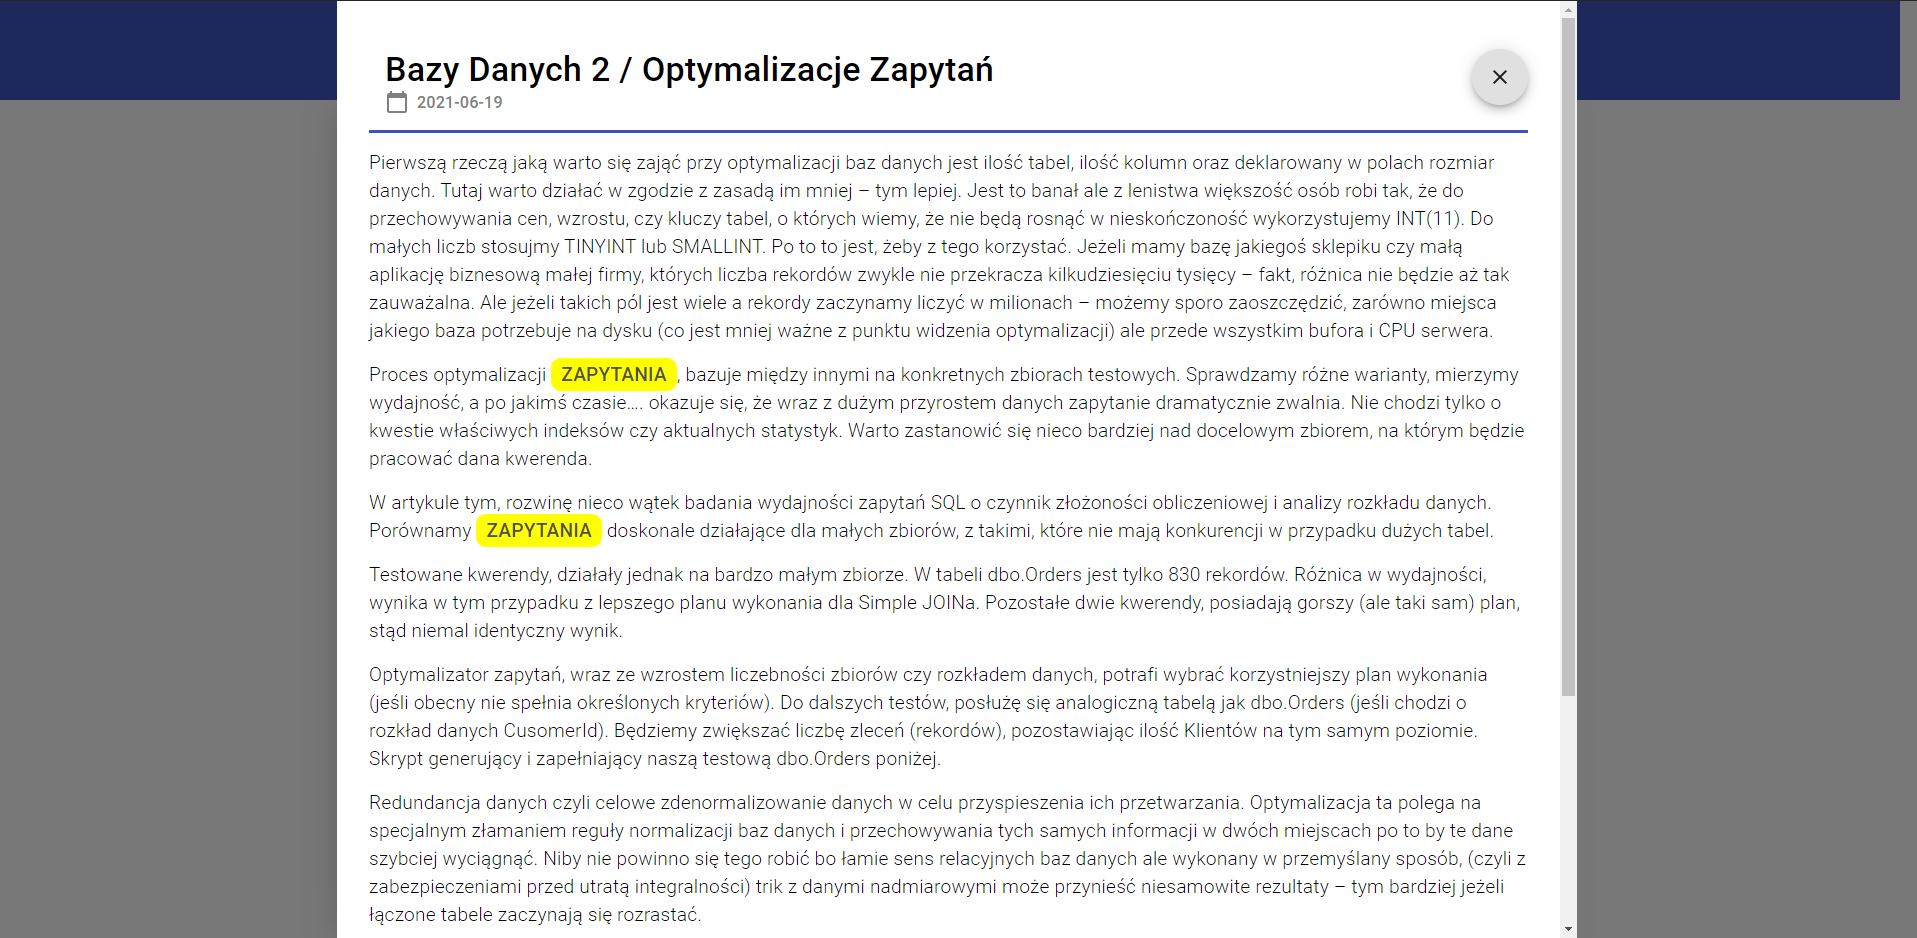 Bazy Danych 2 / Optymalizacje Zapytań
2021-06-19
Pierwszą rzeczą jaką warto się zająć przy optymalizacji baz danych jest ilość tabel, ilość kolumn oraz deklarowany w polach rozmiar
danych. Tutaj warto działać w zgodzie z zasadą im mniej – tym lepiej. Jest to banał ale z lenistwa większość osób robi tak, że do
przechowywania cen, wzrostu, czy kluczy tabel, o których wiemy, że nie będą rosnąć w nieskończoność wykorzystujemy INT(11). Do
małych liczb stosujmy TINYINT lub SMALLINT. Po to to jest, żeby z tego korzystać. Jeżeli mamy bazę jakiegoś sklepiku czy małą
aplikację biznesową małej firmy, których liczba rekordów zwykle nie przekracza kilkudziesięciu tysięcy – fakt, różnica nie będzie aż tak
zauważalna. Ale jeżeli takich pól jest wiele a rekordy zaczynamy liczyć w milionach – możemy sporo zaoszczędzić, zarówno miejsca
jakiego baza potrzebuje na dysku (co jest mniej ważne z punktu widzenia optymalizacji) ale przede wszystkim bufora i CPU serwera.
Proces optymalizacji ZAPYTANIA, bazuje między innymi na konkretnych zbiorach testowych. Sprawdzamy różne warianty, mierzymy
wydajność, a po jakimś czasie…. okazuje się, że wraz z dużym przyrostem danych zapytanie dramatycznie zwalnia. Nie chodzi tylko o
kwestie właściwych indeksów czy aktualnych statystyk. Warto zastanowić się nieco bardziej nad docelowym zbiorem, na którym będzie
pracować dana kwerenda.
W artykule tym, rozwinę nieco wątek badania wydajności zapytań SQL o czynnik złożoności obliczeniowej i analizy rozkładu danych.
Porównamy ZAPYTANIA doskonale działające dla małych zbiorów, z takimi, które nie mają konkurencji w przypadku dużych tabel.
Testowane kwerendy, działały jednak na bardzo małym zbiorze. W tabeli dbo.Orders jest tylko 830 rekordów. Różnica w wydajności,
wynika w tym przypadku z lepszego planu wykonania dla Simple JOINa. Pozostałe dwie kwerendy, posiadają gorszy (ale taki sam) plan,
stąd niemal identyczny wynik.
Optymalizator zapytań, wraz ze wzrostem liczebności zbiorów czy rozkładem danych, potrafi wybrać korzystniejszy plan wykonania
(jeśli obecny nie spełnia określonych kryteriów). Do dalszych testów, posłużę się analogiczną tabelą jak dbo.Orders (jeśli chodzi o
rozkład danych CusomerId). Będziemy zwiększać liczbę zleceń (rekordów), pozostawiając ilość Klientów na tym samym poziomie.
Skrypt generujący i zapełniający naszą testową dbo.Orders poniżej.
Redundancja danych czyli celowe zdenormalizowanie danych w celu przyspieszenia ich przetwarzania. Optymalizacja ta polega na
specjalnym złamaniem reguły normalizacji baz danych i przechowywania tych samych informacji w dwóch miejscach po to by te dane
szybciej wyciągnąć. Niby nie powinno się tego robić bo łamie sens relacyjnych baz danych ale wykonany w przemyślany sposób, (czyli z
zabezpieczeniami przed utratą integralności) trik z danymi nadmiarowymi może przynieść niesamowite rezultaty – tym bardziej jeżeli
łączone tabele zaczynają się rozrastać.